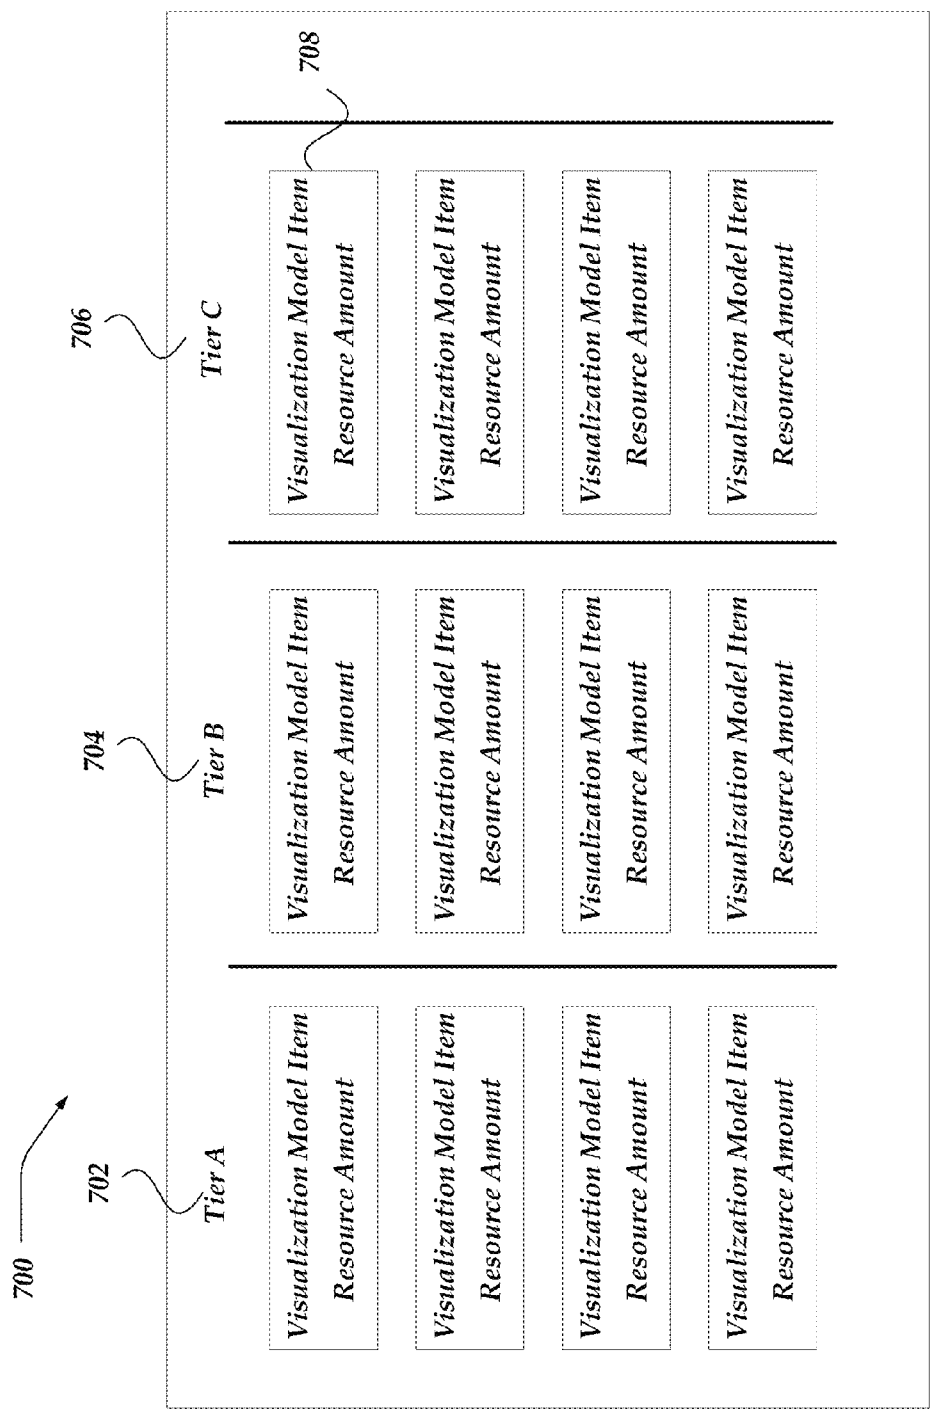 700
702
704
706
Tier A
Tier B
Tier C
708
Visualization Model Item
Resource Amount
Visualization Model Item
Resource Amount
Visualization Model Item
Resource Amount
Visualization Model Item
Resource Amount
Visualization Model Item
Resource Amount
Visualization Model Item
Resource Amount
Visualization Model Item
Resource Amount
Visualization Model Item
Resource Amount
Visualization Model Item
Resource Amount
Visualization Model Item
Resource Amount
Visualization Model Item
Resource Amount
Visualization Model Item
Resource Amount